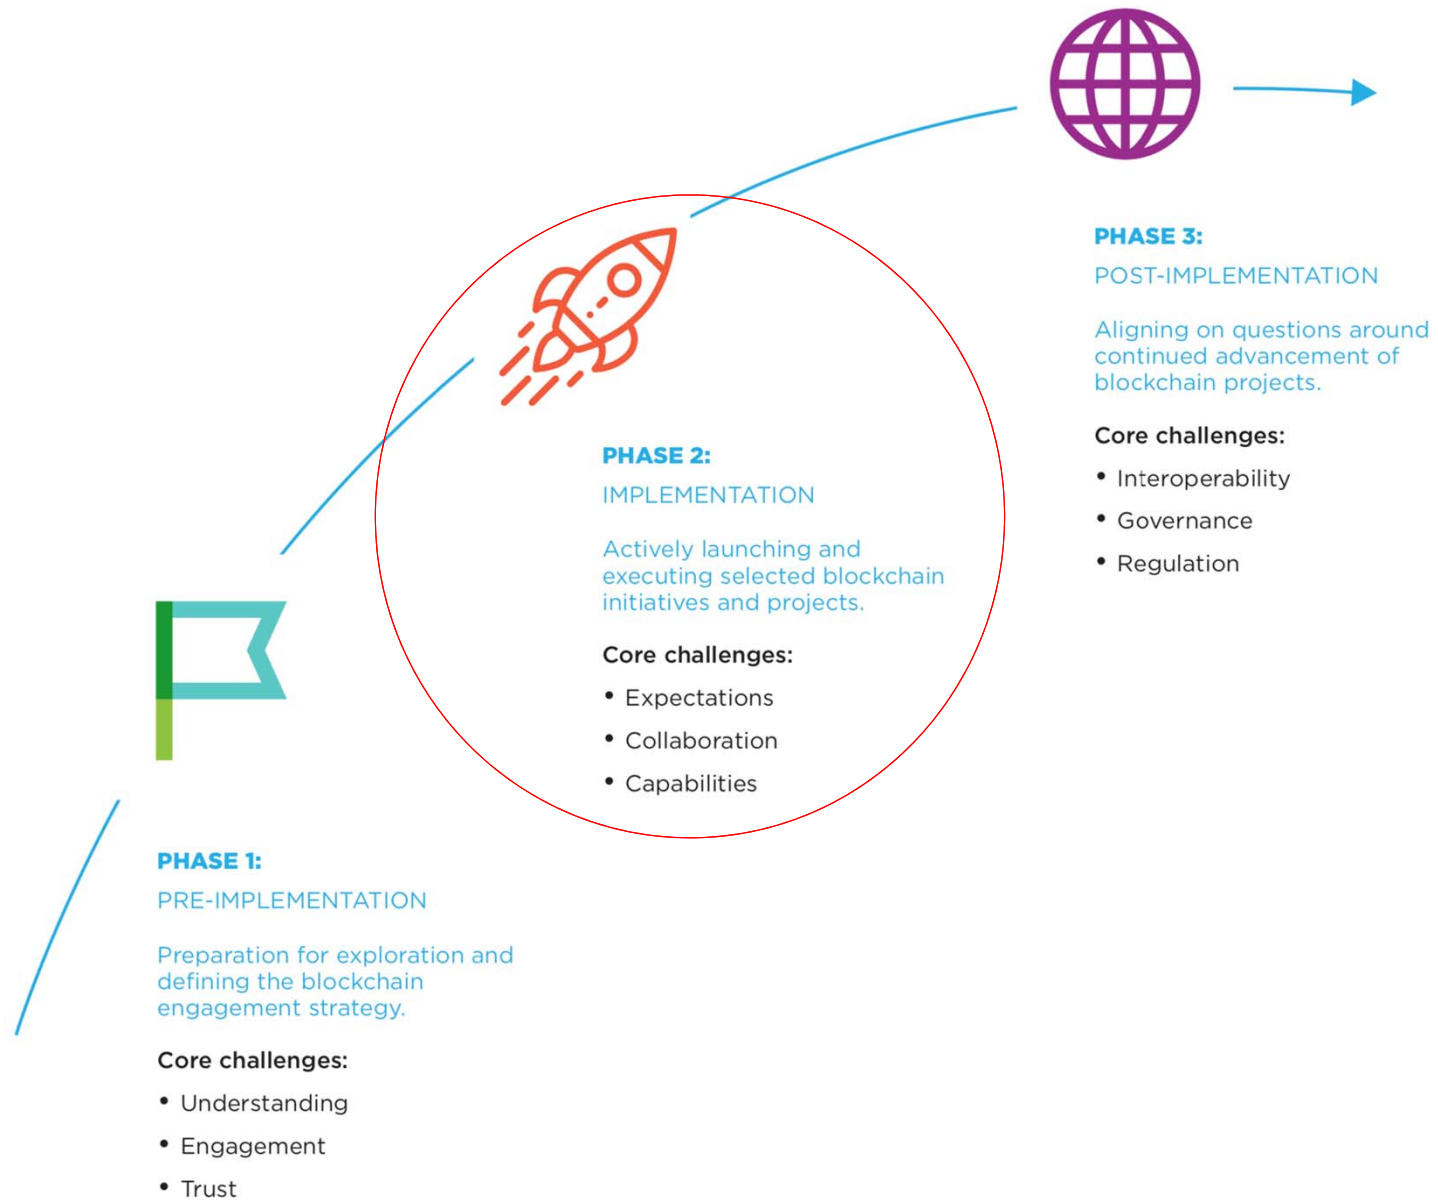 PHASE 1:
PRE-IMPLEMENTATION
Preparation for exploration and
defining the blockchain
engagement strategy.
Core challenges:
• Understanding
• Engagement
• Trust
PHASE 2:
IMPLEMENTATION
Actively launching and
executing selected blockchain
initiatives and projects.
Core challenges:
• Expectations
• Collaboration
• Capabilities
PHASE 3:
POST-IMPLEMENTATION
Aligning on questions around
continued advancement of
blockchain projects.
Core challenges:
• Interoperability
• Governance
• Regulation